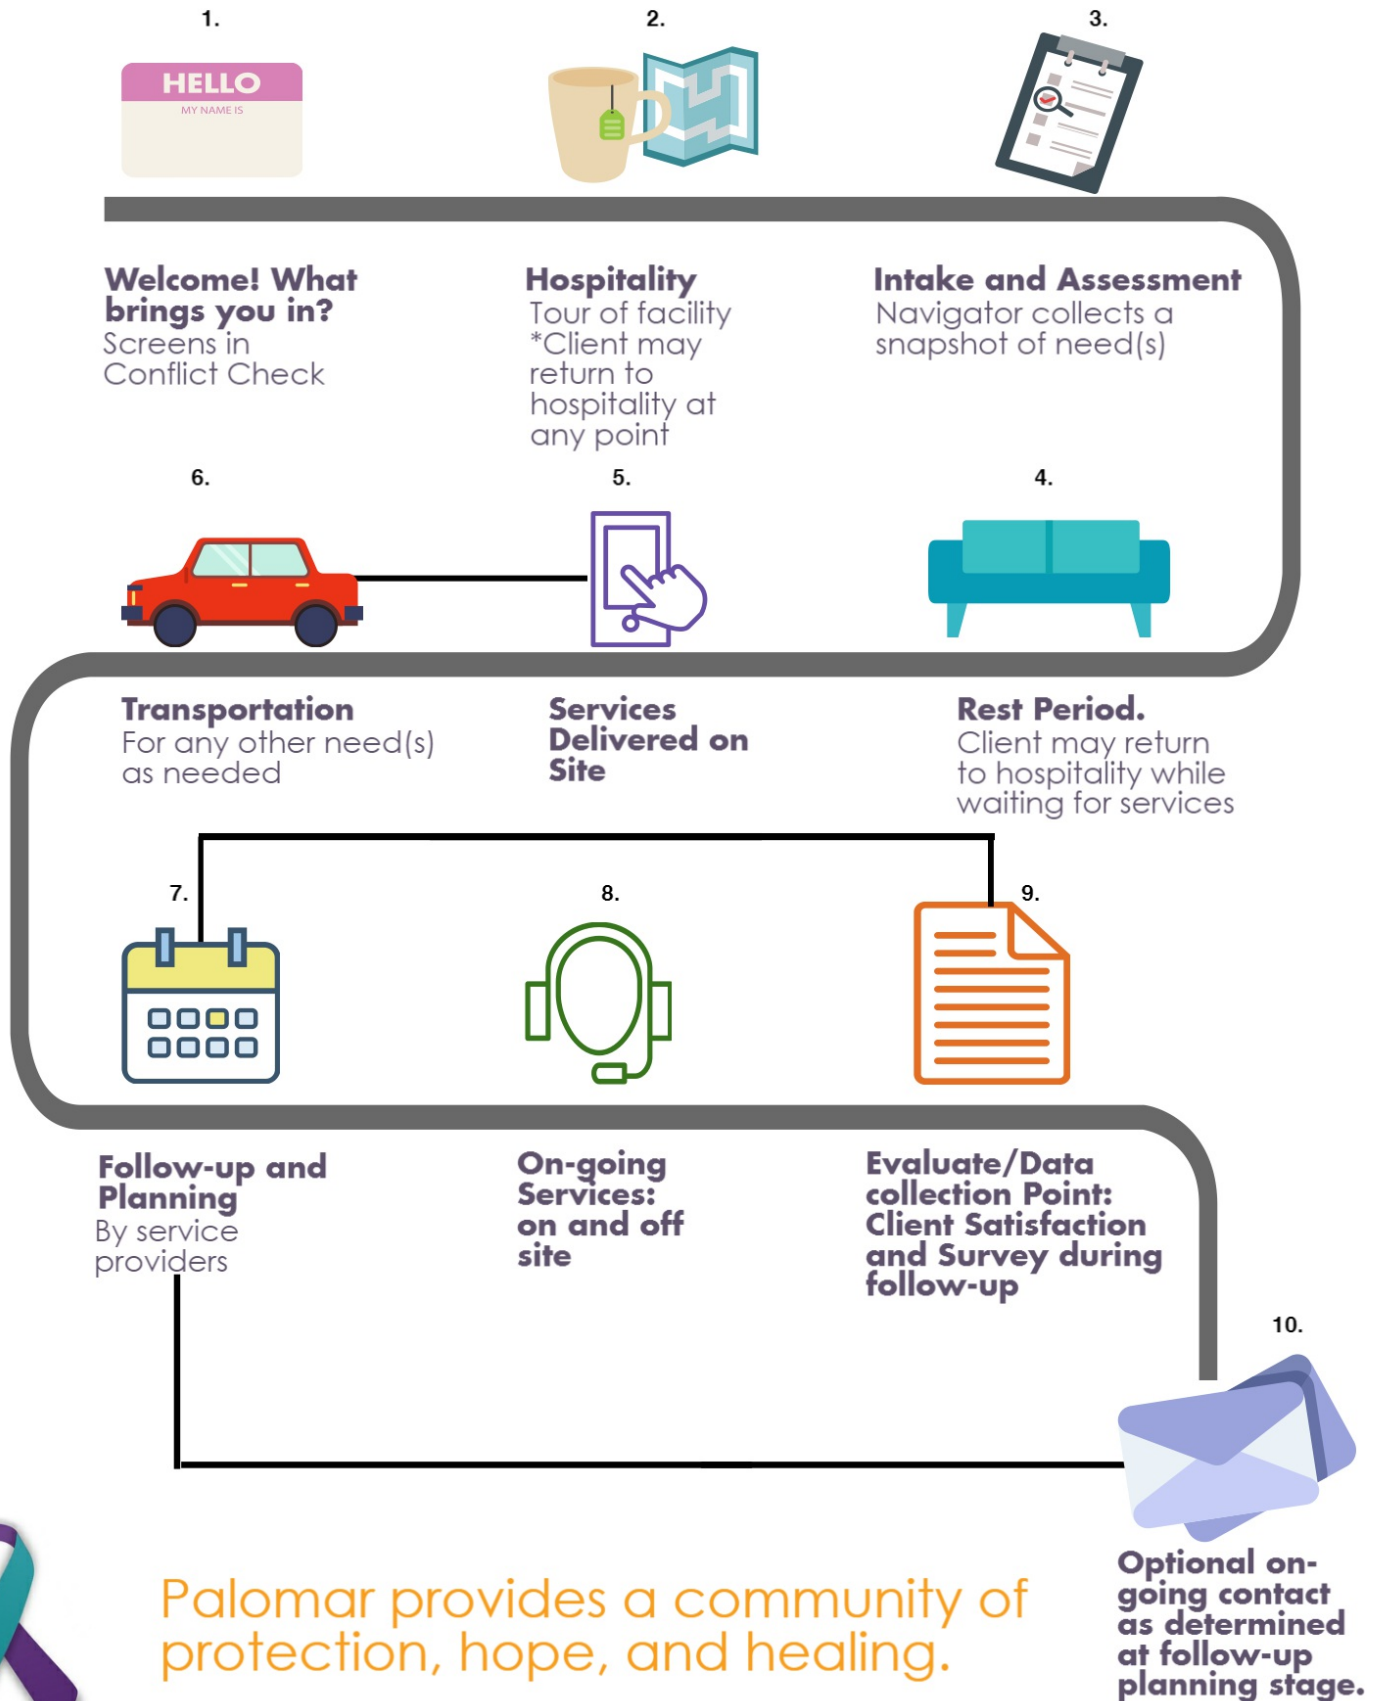 1.
HELLO
MY NAME IS
Welcome! What
brings you in?
Screens in
Conflict Check
2.
Hospitality
Tour of facility
*Client may
return to
hospitality at
any point
3.
Intake and Assessment
Navigator collects a
snapshot of need(s)
4.
Rest Period.
Client may return
to hospitality while
waiting for services
5.
Services
Delivered on
Site
6.
Transportation
For any other need(s)
as needed
7.
Follow-up and
Planning
By service
providers
8.
On-going
Services:
on and off
site
9.
Evaluate/Data
collection Point:
Client Satisfaction
and Survey during
follow-up
10.
Optional on-
going contact
as determined
at follow-up
planning stage.
Palomar provides a community of
protection, hope, and healing.